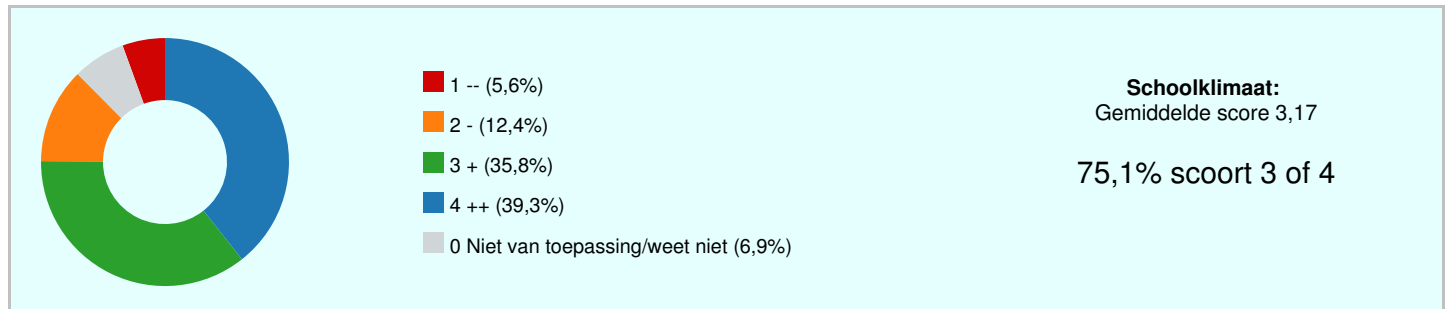 1 -- (5,6%)
2 - (12,4%)
3 + (35,8%)
4 ++ (39,3%)
0 Niet van toepassing/weet niet (6,9%)
Schoolklimaat:
Gemiddelde score 3,17
75,1% scoort 3 of 4